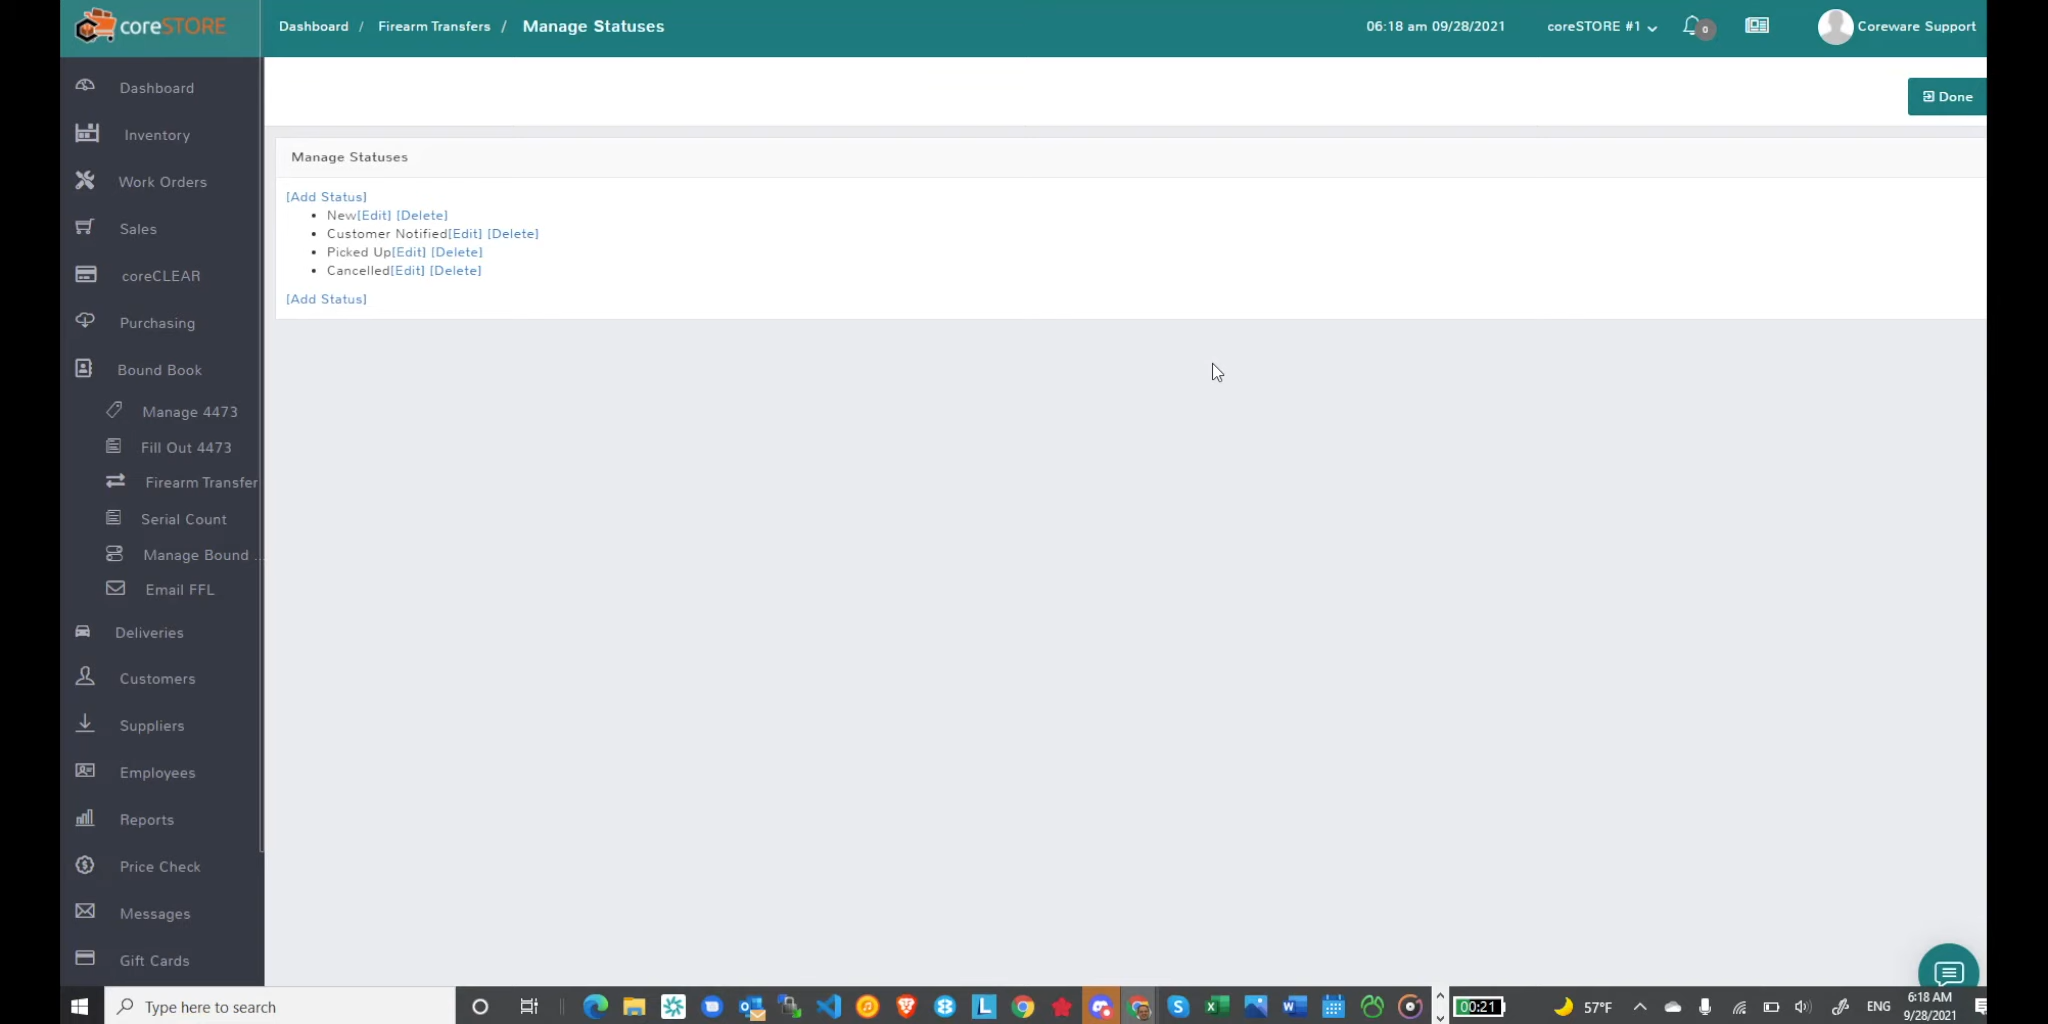 coreSTORE
Dashboard / Firearm Transfers / Manage Statuses
06:18 am 09/28/2021
coreSTORE #1
0
Coreware Support
Dashboard
Inventory
Work Orders
Sales
coreCLEAR
Purchasing
Bound Book
Manage 4473
Fill Out 4473
Firearm Transfer
Serial Count
Manage Bound ...
Email FFL
Deliveries
Customers
Suppliers
Employees
Reports
Price Check
Messages
Gift Cards
Done
Manage Statuses
[Add Status]
• New[Edit] [Delete]
• Customer Notified[Edit] [Delete]
• Picked Up[Edit] [Delete]
• Cancelled[Edit] [Delete]
[Add Status]
Type here to search
00:21
57°F
ENG
6:18 AM
9/28/2021